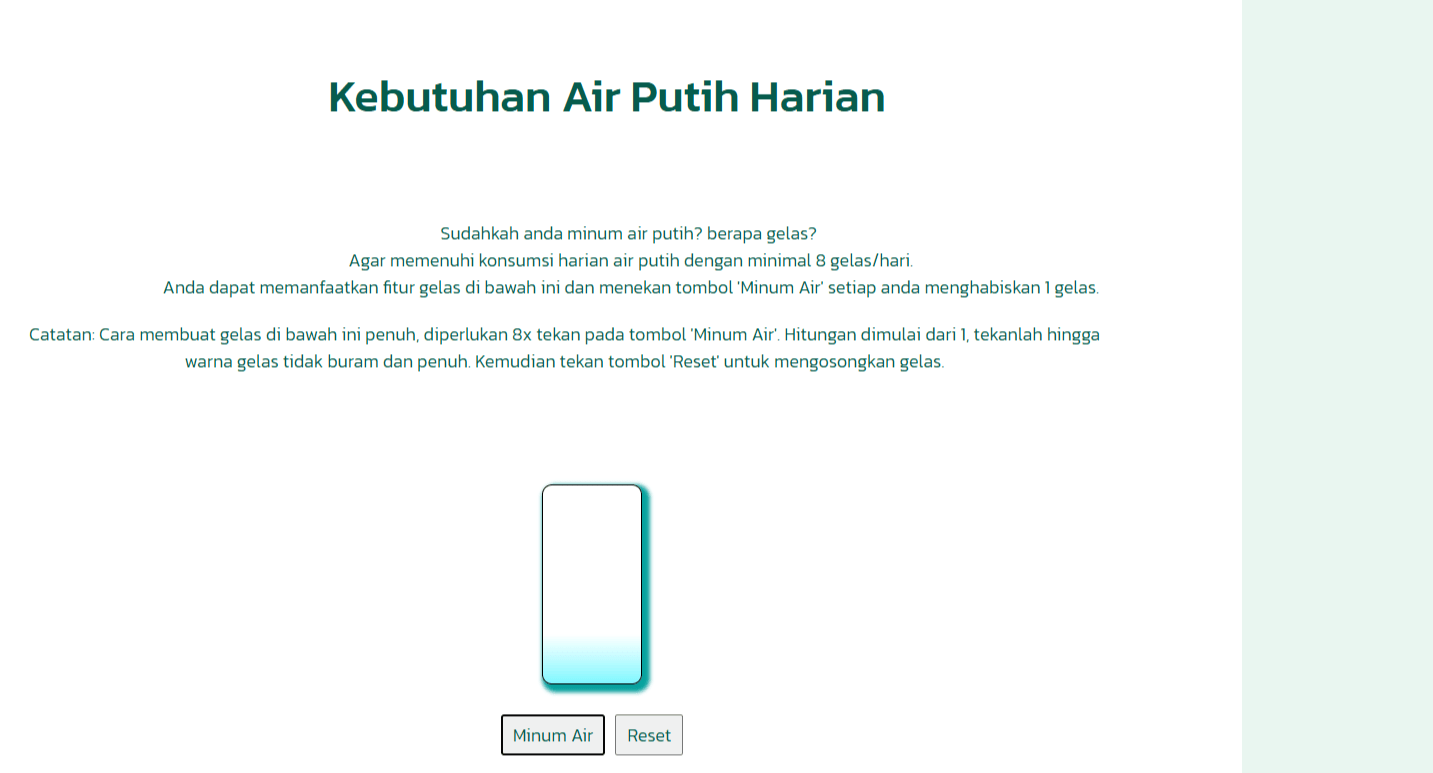 Kebutuhan Air Putih Harian
Sudahkah anda minum air putih? berapa gelas?
Agar memenuhi konsumsi harian air putih dengan minimal 8 gelas/hari.
Anda dapat memanfaatkan fitur gelas di bawah ini dan menekan tombol 'Minum Air' setiap anda menghabiskan 1 gelas.
Catatan: Cara membuat gelas di bawah ini penuh, diperlukan 8x tekan pada tombol 'Minum Air'. Hitungan dimulai dari 1, tekanlah hingga
warna gelas tidak buram dan penuh. Kemudian tekan tombol 'Reset' untuk mengosongkan gelas.
Minum Air Reset